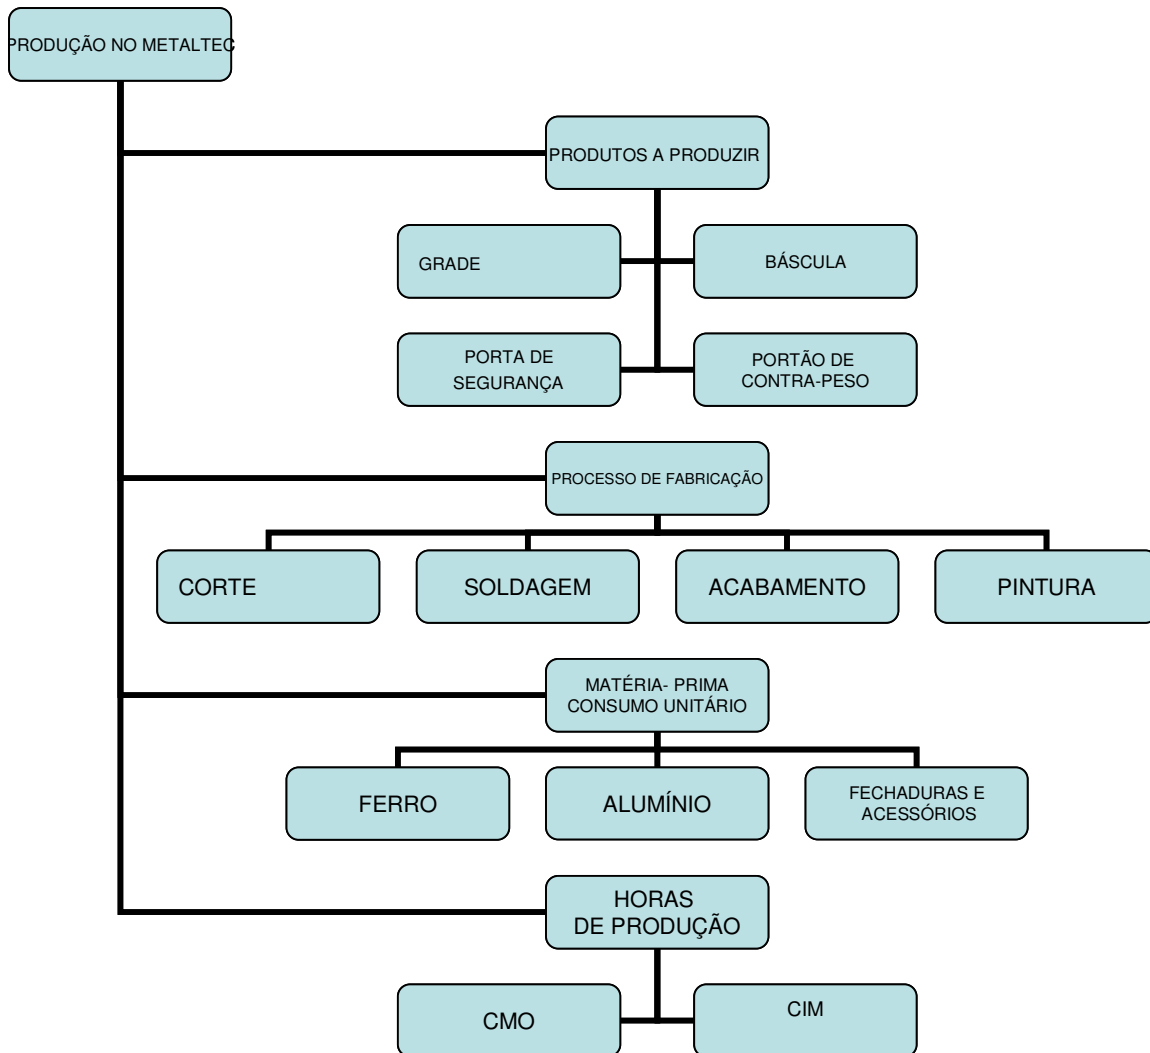 PRODUÇÃO NO METALTEC
PRODUTOS A PRODUZIR
GRADE
BÁSCULA
PORTA DE
SEGURANÇA
PORTÃO DE
CONTRA-PESO
PROCESSO DE FABRICAÇÃO
CORTE
SOLDAGEM
ACABAMENTO
PINTURA
MATÉRIA- PRIMA
CONSUMO UNITÁRIO
FERRO
ALUMÍNIO
FECHADURAS E
ACESSÓRIOS
HORAS
DE PRODUÇÃO
CMO
CIM